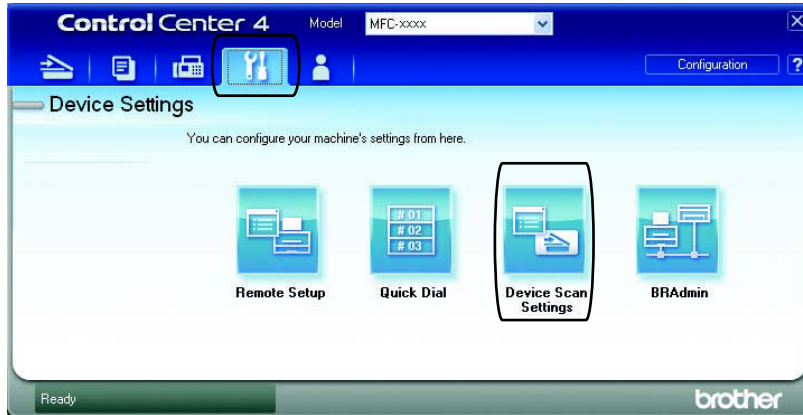 Control Center 4 Model MFC-xxxx
Configuration ?
Device Settings
You can configure your machine's settings from here.
# 01
# 02
# 03
Remote Setup Quick Dial Device Scan Settings BRAdmin
Ready brother